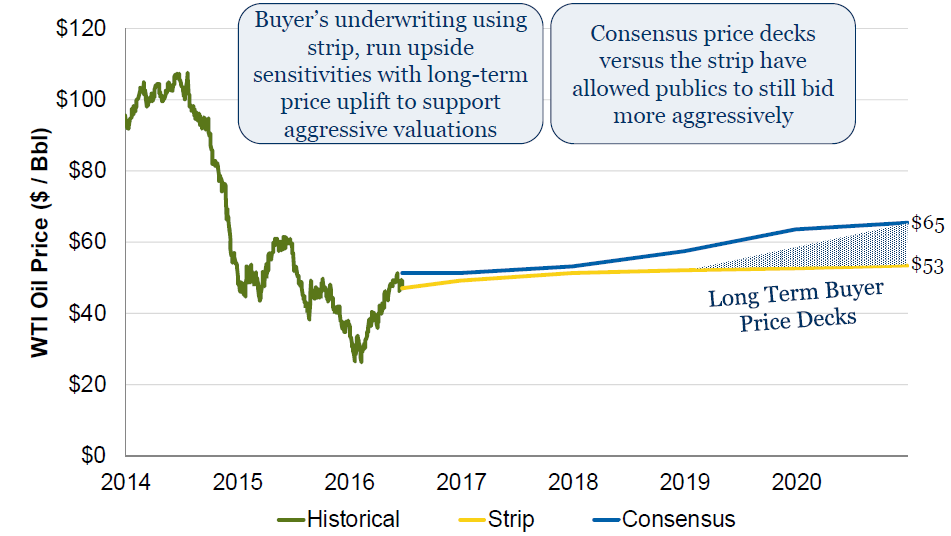 Buyer's underwriting using
strip, run upside
sensitivities with long-term
price uplift to support
aggressive valuations
Consensus price decks
versus the strip have
allowed publics to still bid
more aggressively
WTI Oil Price ($ / Bbl)
$120
$100
$80
$60
$40
$20
$0
$65
$53
Long Term Buyer
Price Decks
2014 2015 2016 2017 2018 2019 2020
Historical Strip Consensus